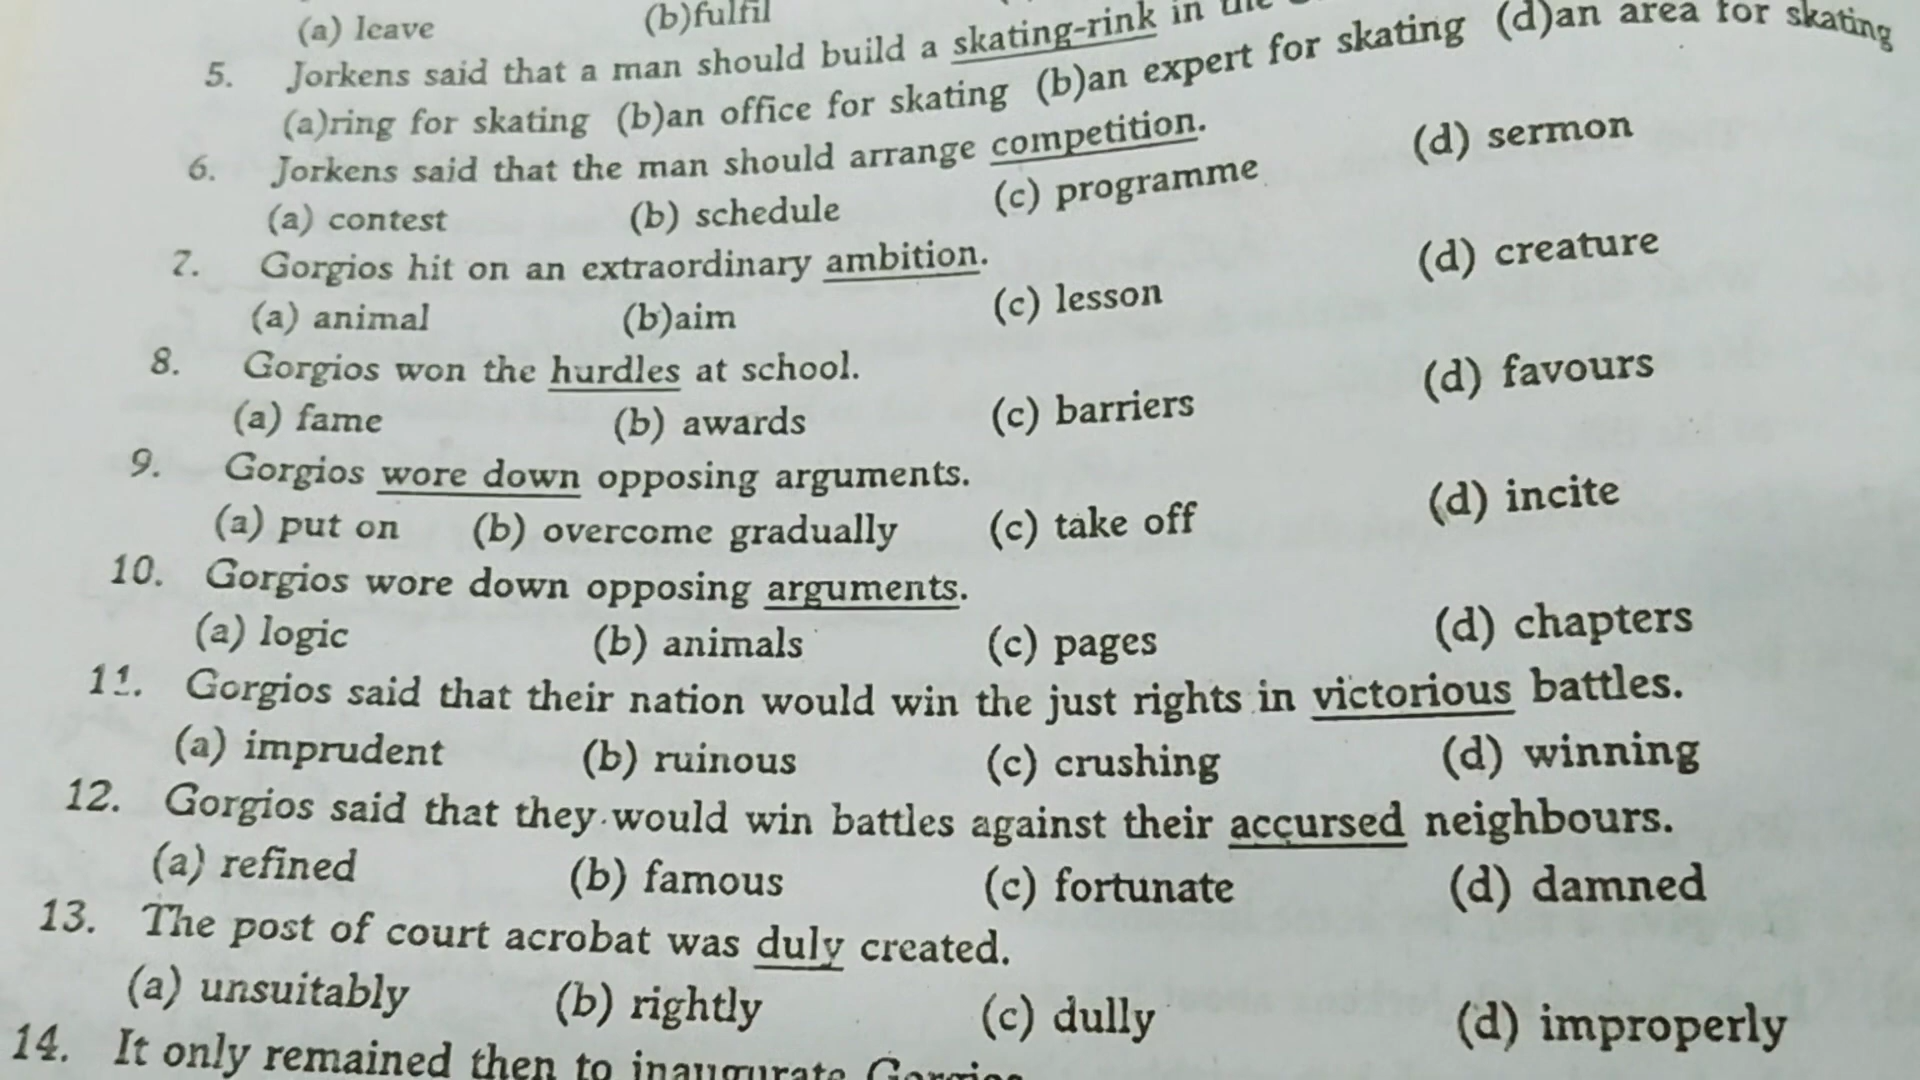 (a) leave (b)fulfil
5. Jorkens said that a man should build a skating-rink in the
(a)ring for skating (b)an office for skating (b)an expert for skating (d)an area for skating
6. Jorkens said that the man should arrange competition.
(a) contest (b) schedule (c) programme (d) sermon
7. Gorgios hit on an extraordinary ambition.
(a) animal (b)aim (c) lesson (d) creature
8. Gorgios won the hurdles at school.
(a) fame (b) awards (c) barriers (d) favours
9. Gorgios wore down opposing arguments.
(a) put on (b) overcome gradually (c) take off (d) incite
10. Gorgios wore down opposing arguments.
(a) logic (b) animals (c) pages (d) chapters
11. Gorgios said that their nation would win the just rights in victorious battles.
(a) imprudent (b) ruinous (c) crushing (d) winning
12. Gorgios said that they would win battles against their accursed neighbours.
(a) refined (b) famous (c) fortunate (d) damned
13. The post of court acrobat was duly created.
(a) unsuitably (b) rightly (c) dully (d) improperly
14. It only remained then to inaugurate Gorgios